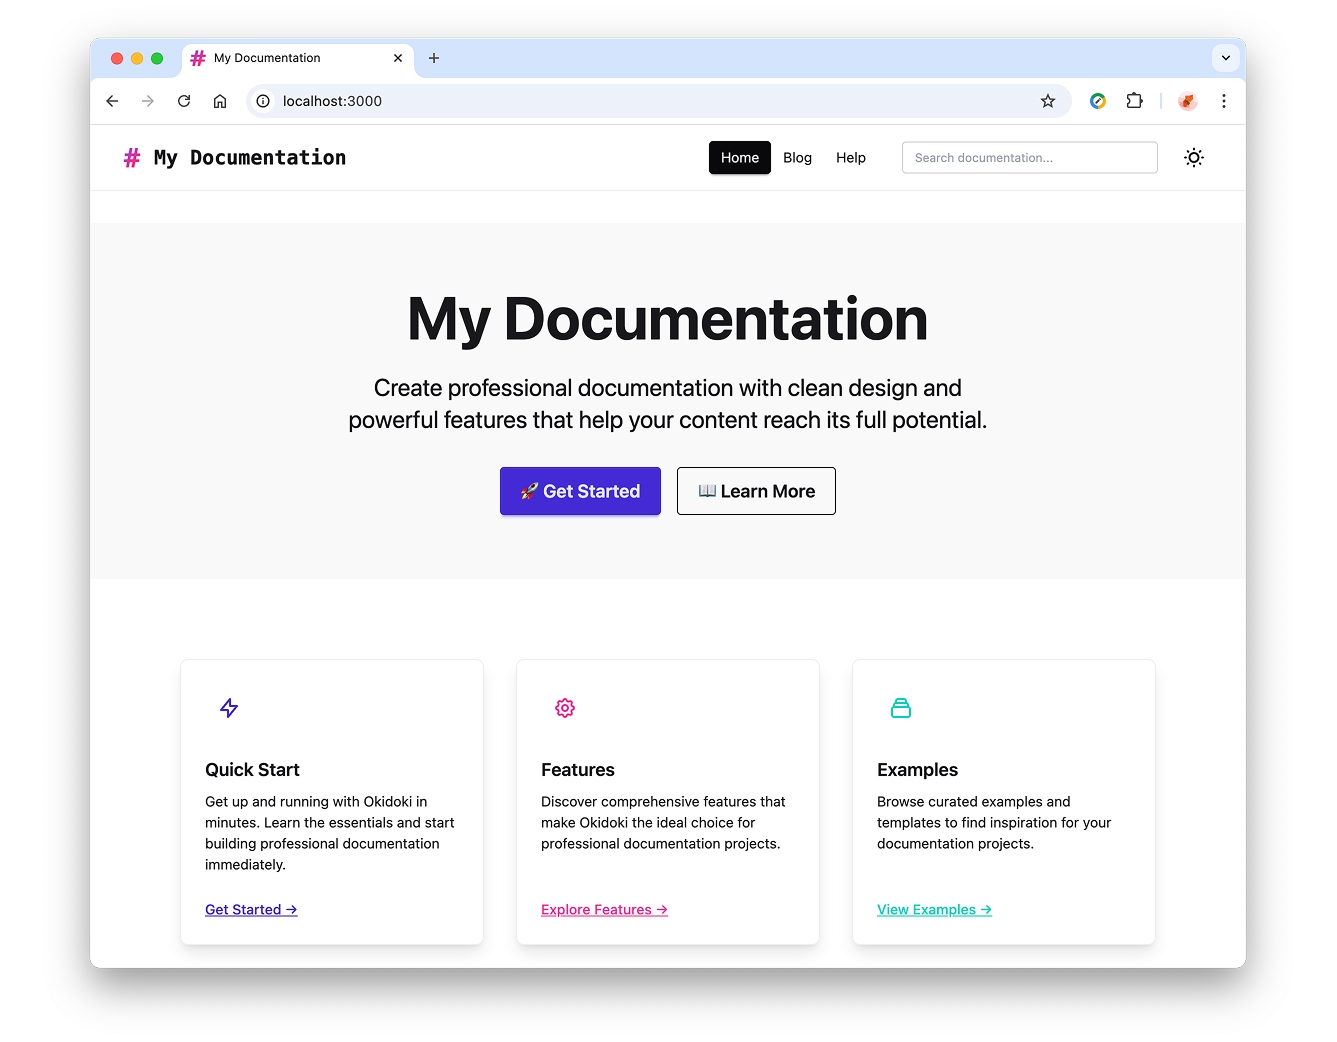 My Documentation
localhost:3000
# My Documentation
Home
Blog
Help
Search documentation...
My Documentation
Create professional documentation with clean design and
powerful features that help your content reach its full potential.
🚀 Get Started
📖 Learn More
Quick Start
Get up and running with Okidoki in
minutes. Learn the essentials and start
building professional documentation
immediately.
Get Started →
Features
Discover comprehensive features that
make Okidoki the ideal choice for
professional documentation projects.
Explore Features →
Examples
Browse curated examples and
templates to find inspiration for your
documentation projects.
View Examples →